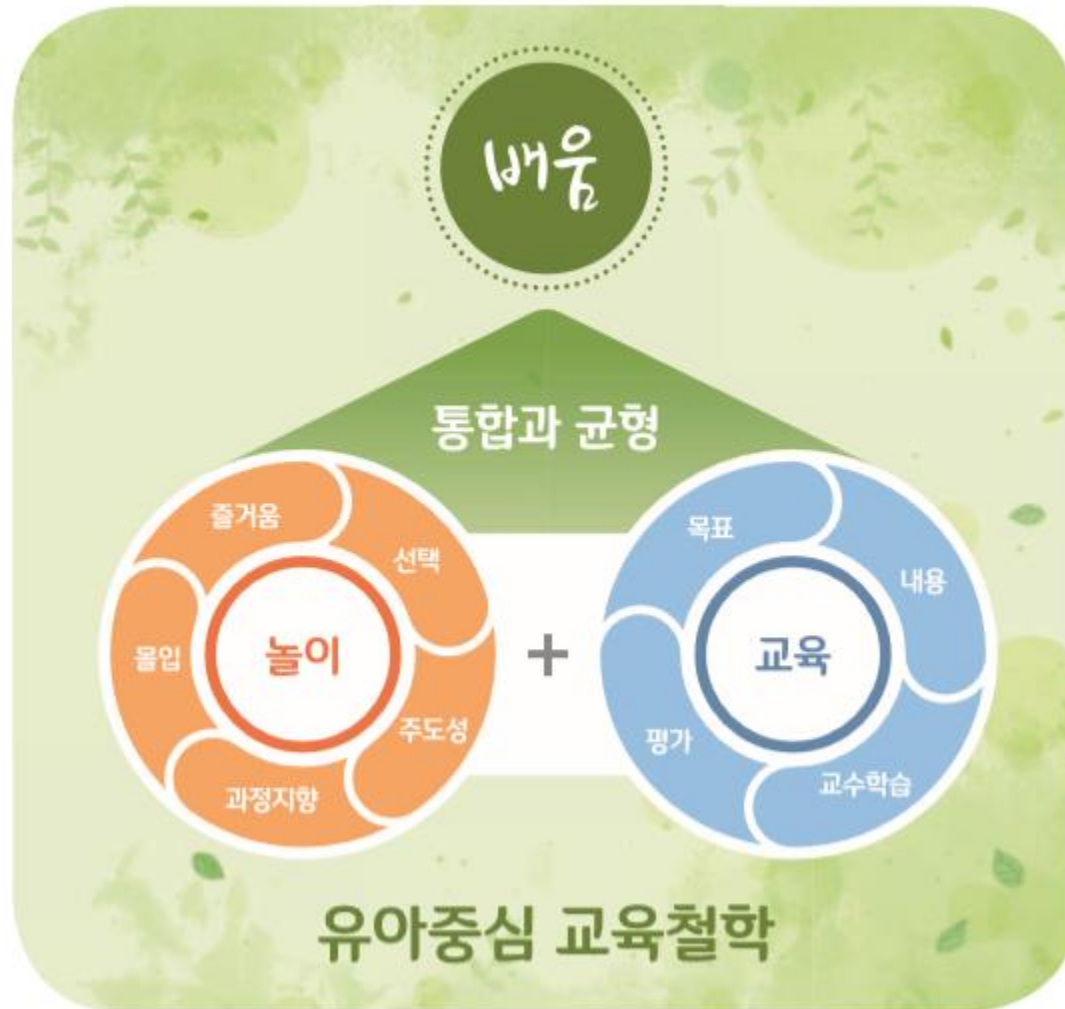 배움
통합과 균형
즐거움
선택
몰입
놀이
주도성
과정지향
+
목표
내용
교육
평가
교수학습
유아중심 교육철학